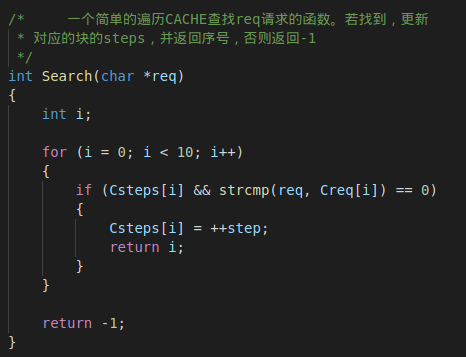 /*     一个简单的遍历CACHE查找req请求的函数。若找到，更新
 * 对应的块的steps，并返回序号，否则返回-1
 */
int Search(char *req)
{
    int i;

    for (i = 0; i < 10; i++)
    {
        if (Csteps[i] && strcmp(req, Creq[i]) == 0)
        {
            Csteps[i] = ++step;
            return i;
        }
    }

    return -1;
}